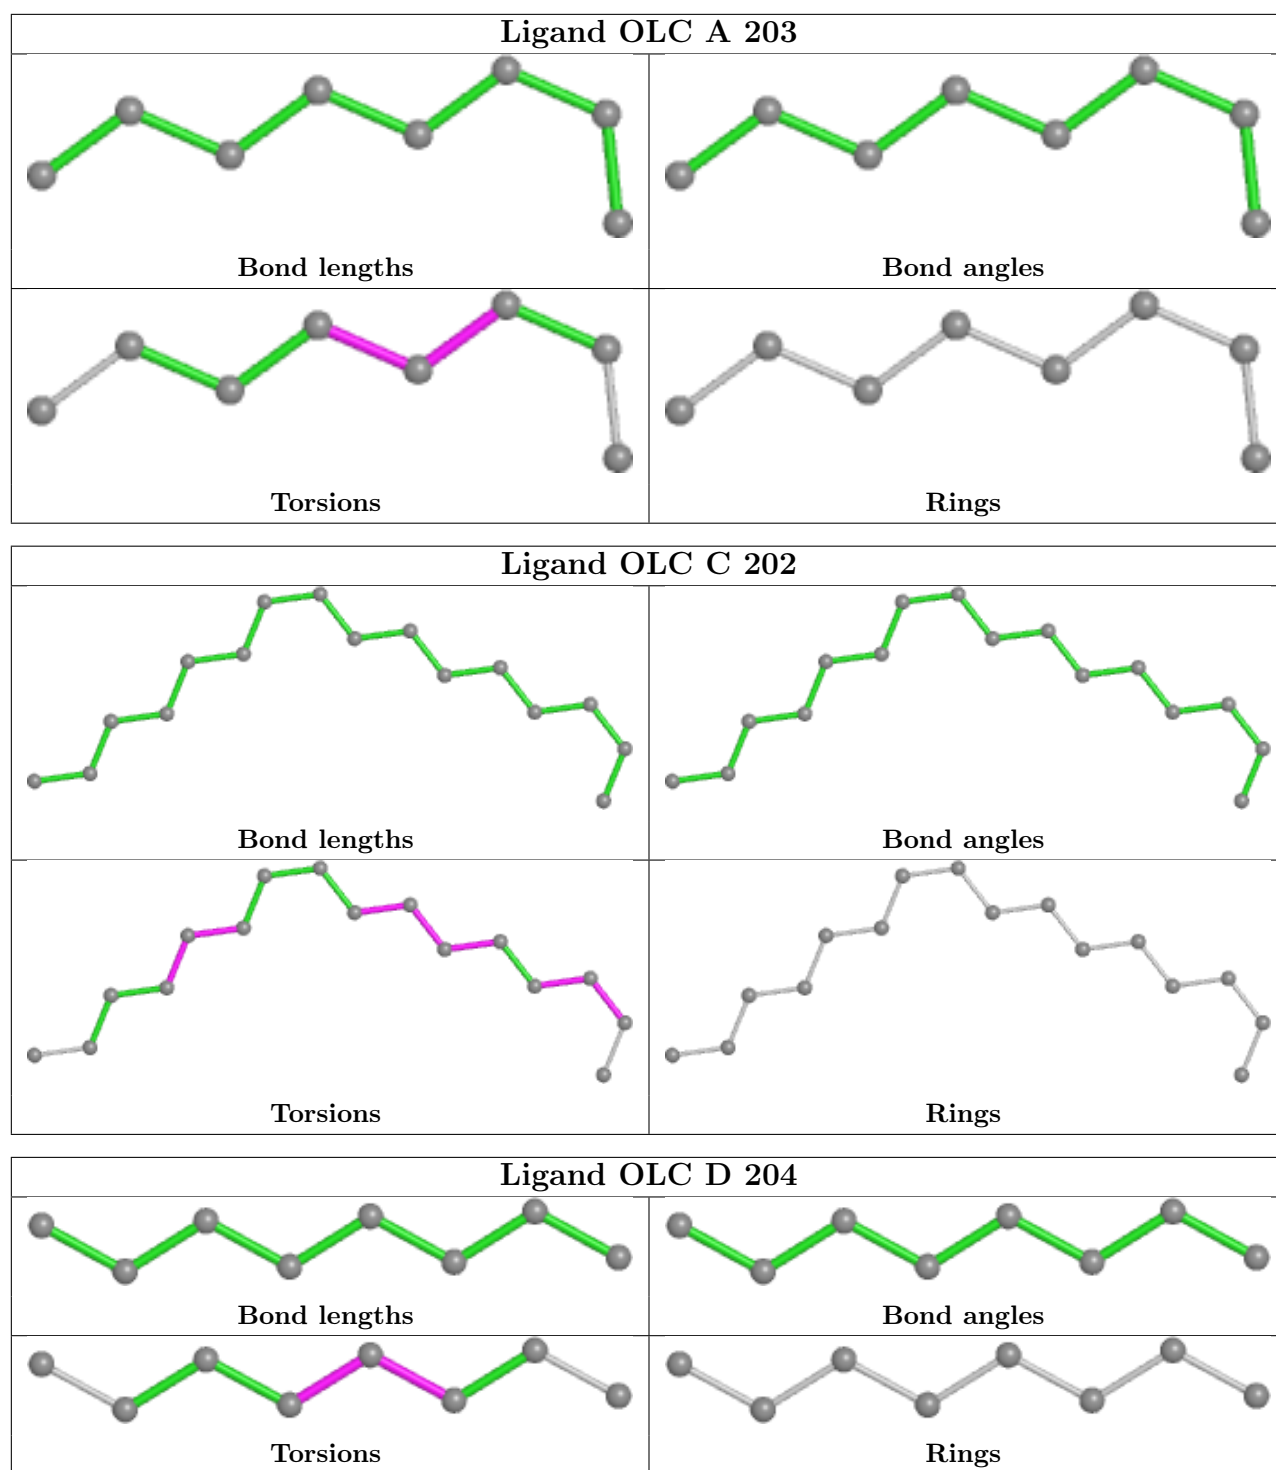 Ligand OLC A 203
Bond lengths
Bond angles
Torsions
Rings
Ligand OLC C 202
Bond lengths
Bond angles
Torsions
Rings
Ligand OLC D 204
Bond lengths
Bond angles
Torsions
Rings